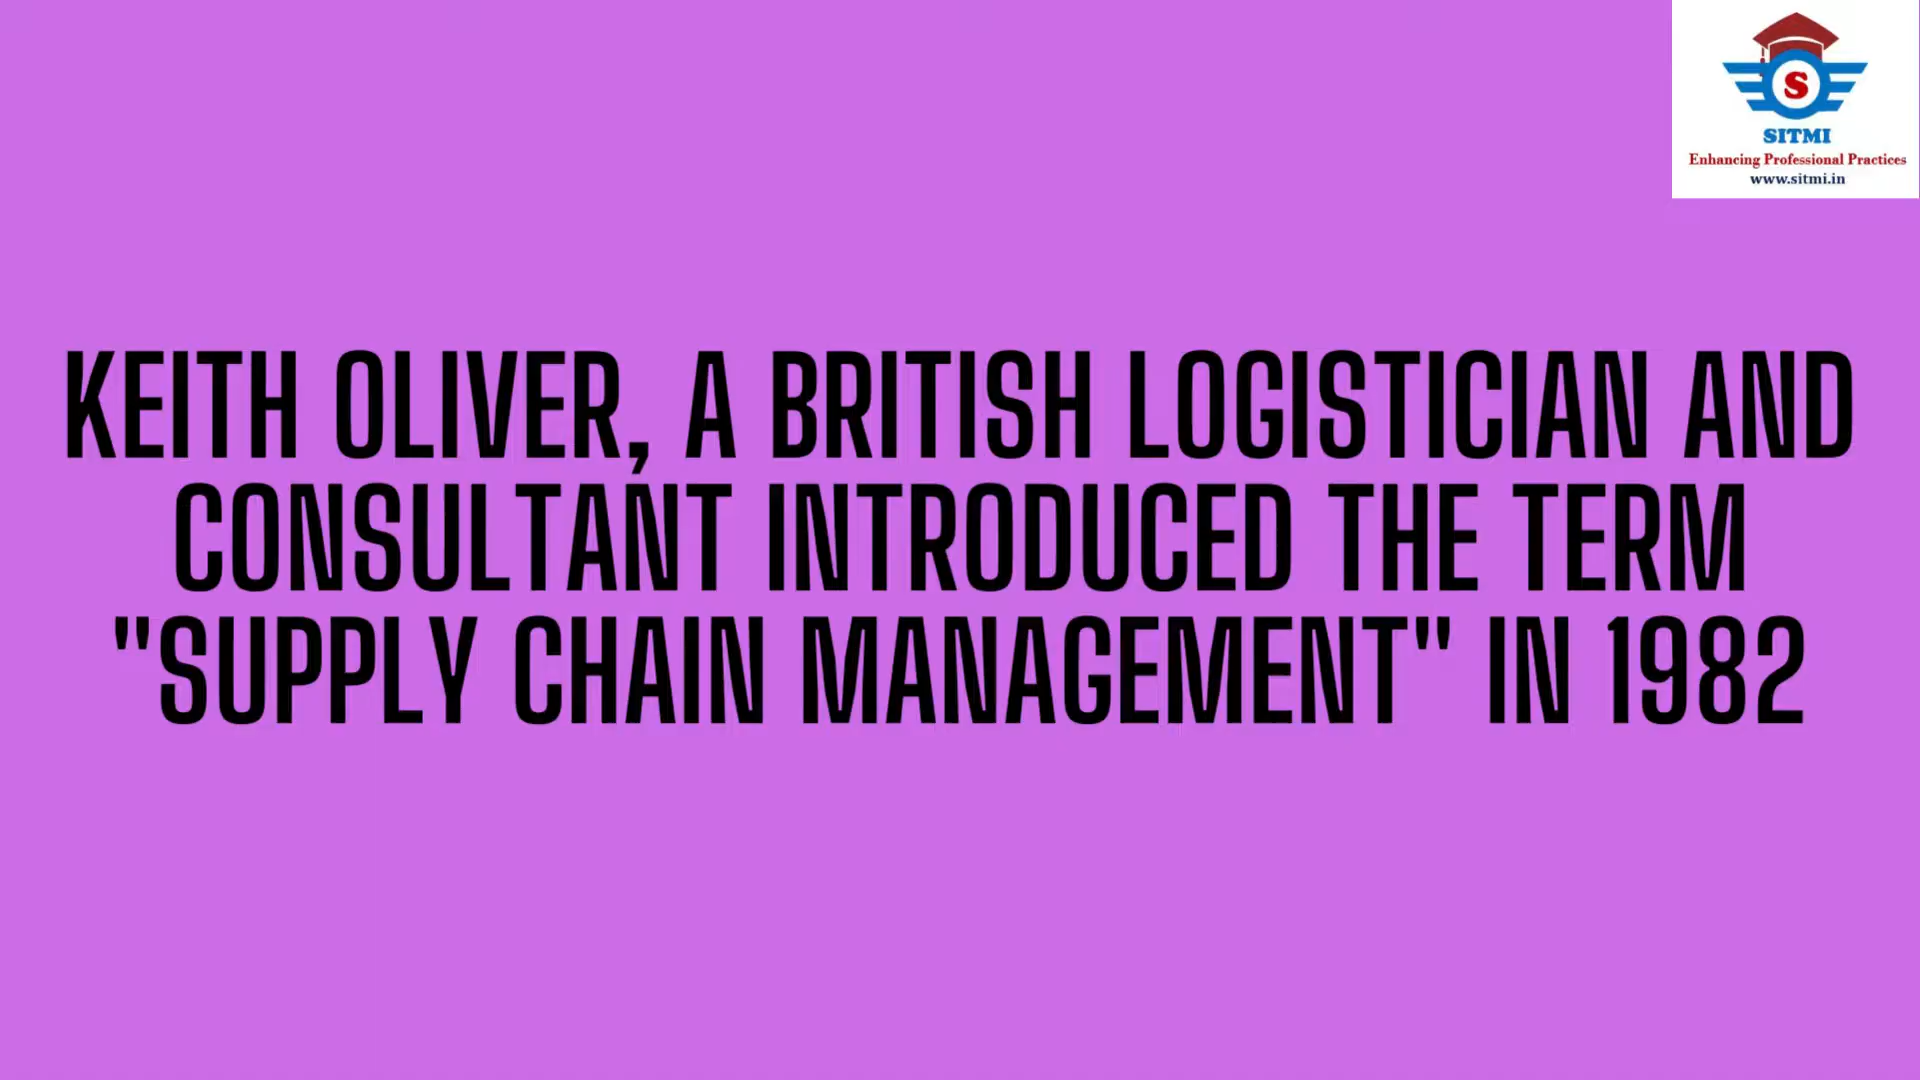 S
SITMI
Enhancing Professional Practices
www.sitmi.in
KEITH OLIVER, A BRITISH LOGISTICIAN AND
CONSULTANT INTRODUCED THE TERM
"SUPPLY CHAIN MANAGEMENT" IN 1982